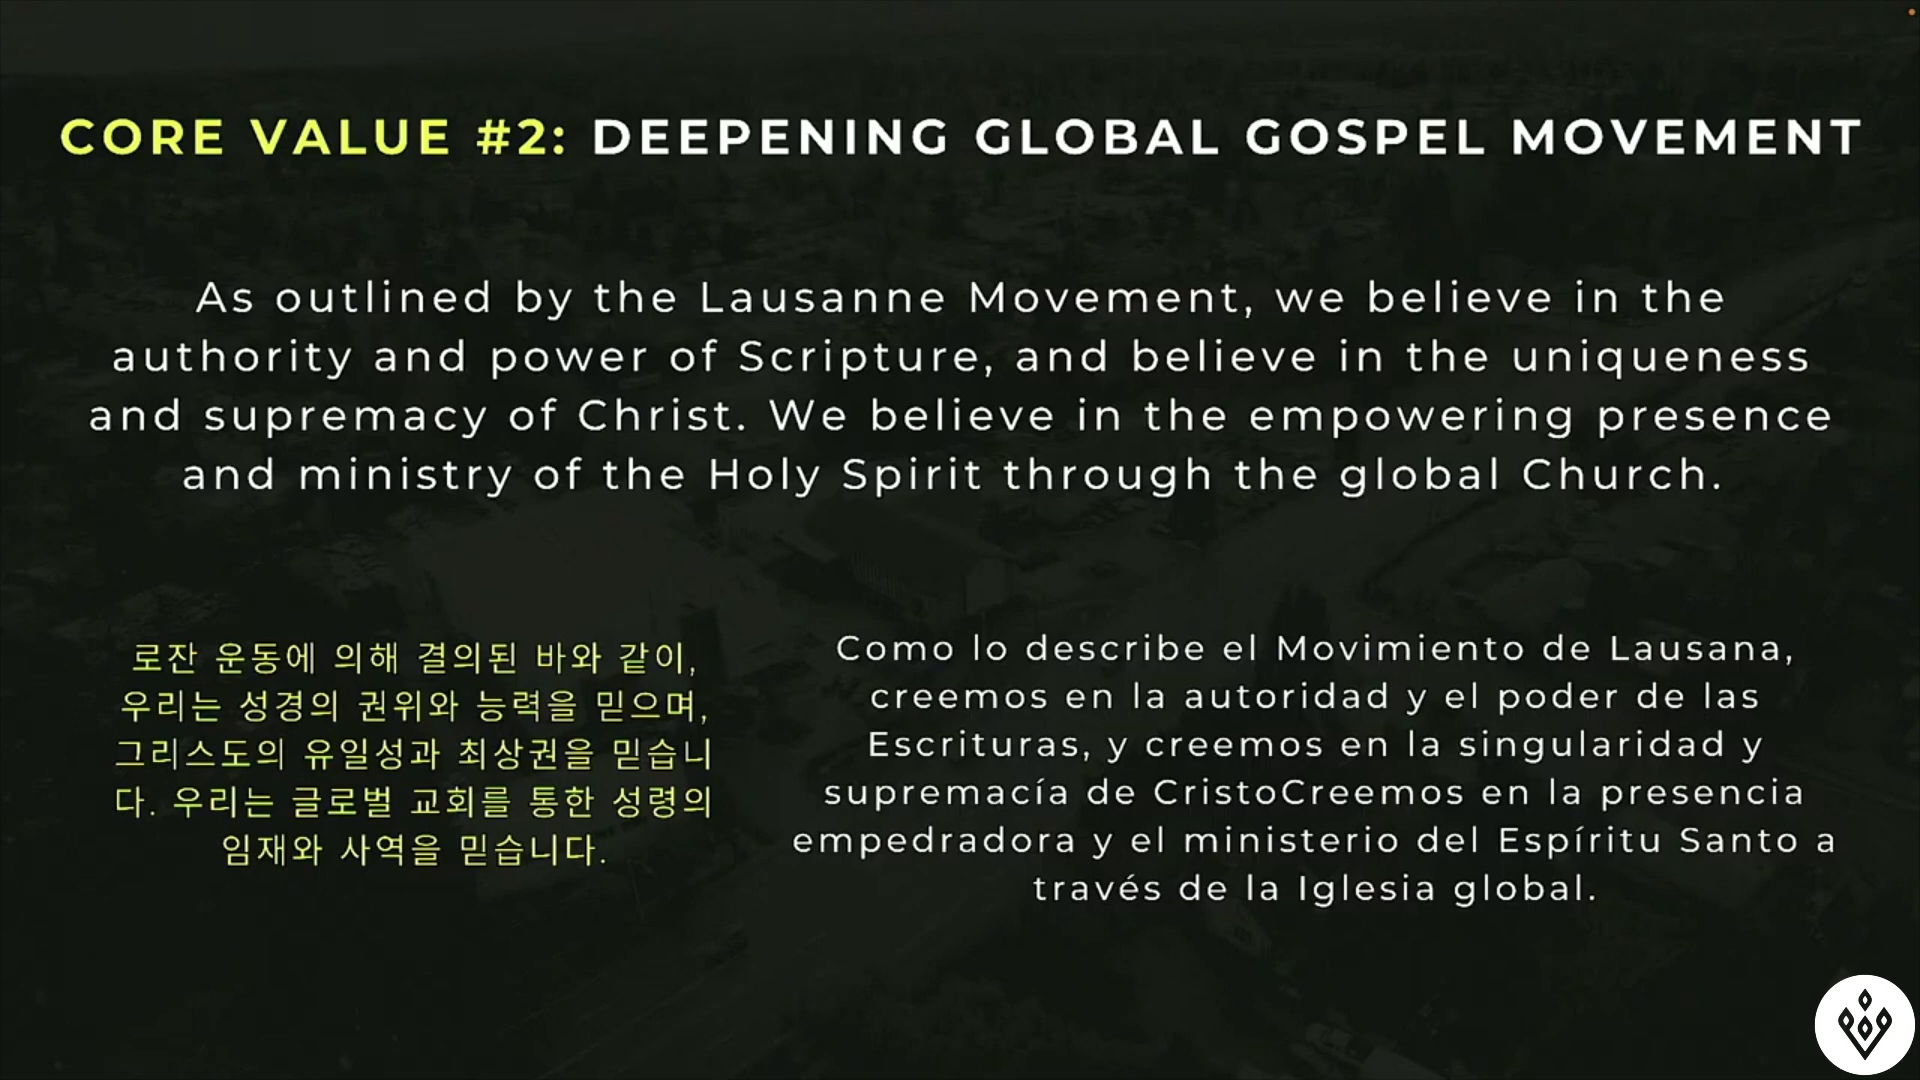 CORE VALUE #2: DEEPENING GLOBAL GOSPEL MOVEMENT
As outlined by the Lausanne Movement, we believe in the
authority and power of Scripture, and believe in the uniqueness
and supremacy of Christ. We believe in the empowering presence
and ministry of the Holy Spirit through the global Church.
로잔 운동에 의해 결의된 바와 같이,
우리는 성경의 권위와 능력을 믿으며,
그리스도의 유일성과 최상권을 믿습니
다. 우리는 글로벌 교회를 통한 성령의
임재와 사역을 믿습니다.
Como lo describe el Movimiento de Lausana,
creemos en la autoridad y el poder de las
Escrituras, y creemos en la singularidad y
supremacía de CristoCreemos en la presencia
empedradora y el ministerio del Espíritu Santo a
través de la Iglesia global.